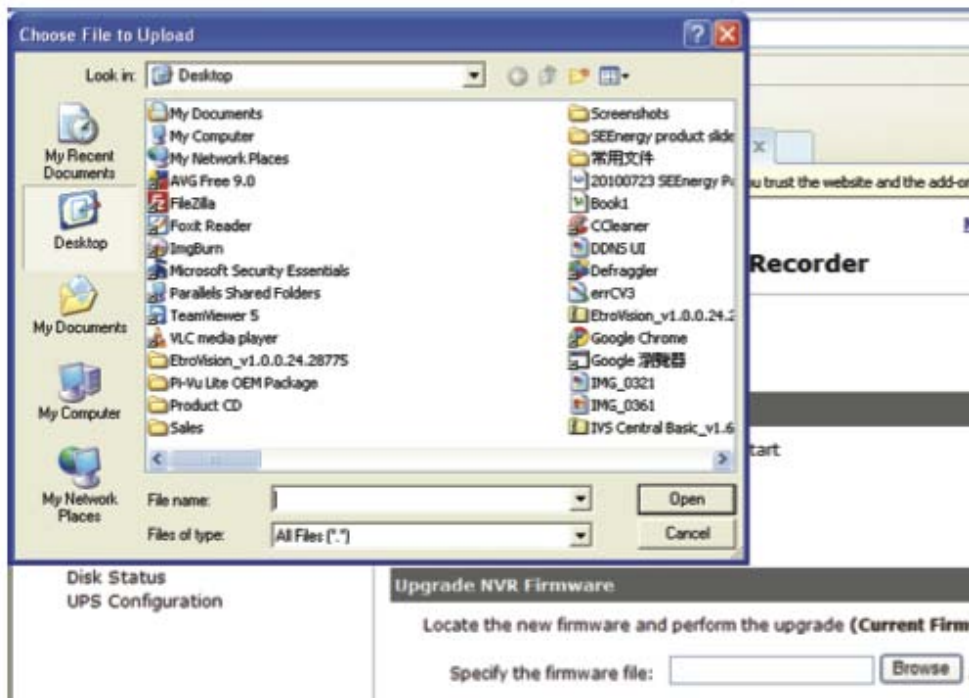 Choose File to Upload
Look in: Desktop
My Recent Documents
Desktop
My Documents
My Computer
My Network Places
My Documents
My Computer
My Network Places
AVG Free 9.0
FileZilla
Foxit Reader
ImgBurn
Microsoft Security Essentials
Parallels Shared Folders
TeamViewer 5
VLC media player
EtroVision_v1.0.0.24.28775
Pi-Vu Lite OEM Package
Product CD
Sales
Screenshots
SEEnergy product slide
常用文件
20100723 SEEnergy Pa
Book1
CCleaner
DDNS UI
Defraggler
errCV3
EtroVision_v1.0.0.24.2
Google Chrome
Google 瀏覽器
IMG_0321
IMG_0361
IVS Central Basic_v1.6
File name:
Open
Files of type: All Files (*.*)
Cancel
u trust the website and the add-on
Recorder
tart
Disk Status
UPS Configuration
Upgrade NVR Firmware
Locate the new firmware and perform the upgrade (Current Firm
Specify the firmware file:
Browse